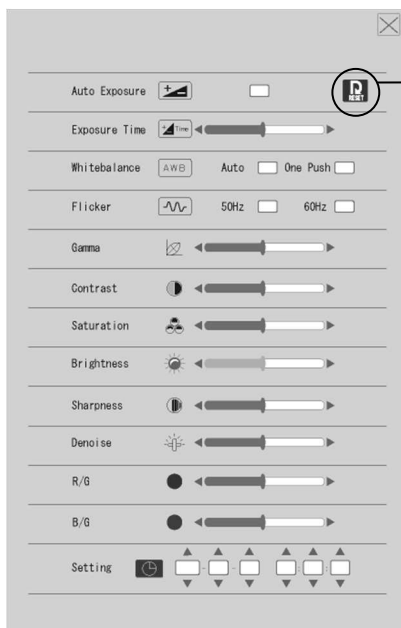 Auto Exposure RESET
Exposure Time Time
Whitebalance AWB Auto One Push
Flicker 50Hz 60Hz
Gamma
Contrast
Saturation
Brightness
Sharpness
Denoise
R/G
B/G
Setting - - : :